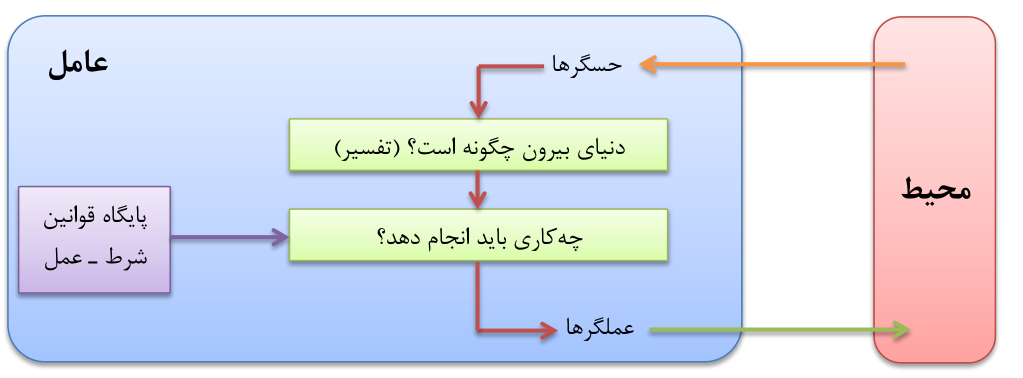 عامل
حسگرها
دنیای بیرون چگونه است؟ (تفسیر)
محیط
پایگاه قوانین
شرط ـ عمل
چه‌کاری باید انجام دهد؟
عملگرها